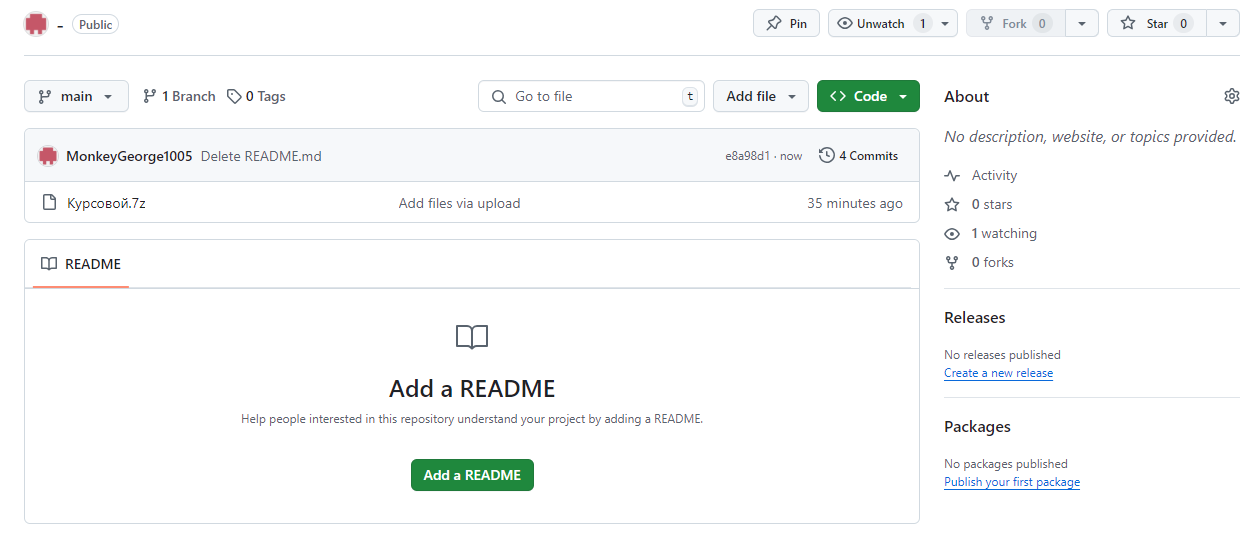 - Public Pin Unwatch 1 Fork 0 Star 0
main 1 Branch 0 Tags Go to file t Add file Code
MonkeyGeorge1005 Delete README.md e8a98d1 · now 4 Commits
Курсовой.7z Add files via upload 35 minutes ago
README
Add a README
Help people interested in this repository understand your project by adding a README.
Add a README
About
No description, website, or topics provided.
Activity
0 stars
1 watching
0 forks
Releases
No releases published
Create a new release
Packages
No packages published
Publish your first package